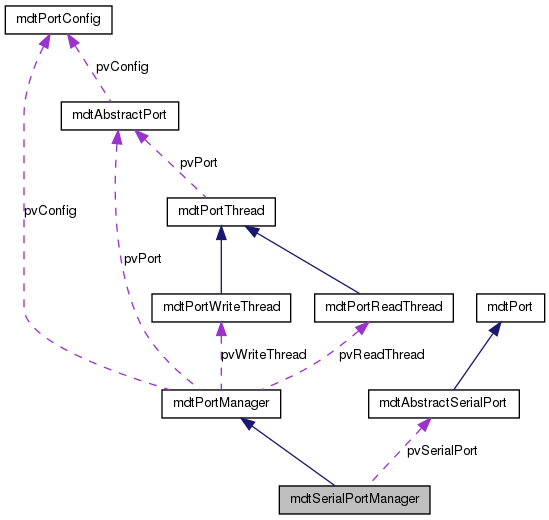 mdtPortConfig
pvConfig
mdtAbstractPort
pvPort
pvConfig
mdtPortThread
pvPort
mdtPortWriteThread
mdtPortReadThread
mdtPort
pvWriteThread
pvReadThread
mdtPortManager
mdtAbstractSerialPort
pvSerialPort
mdtSerialPortManager